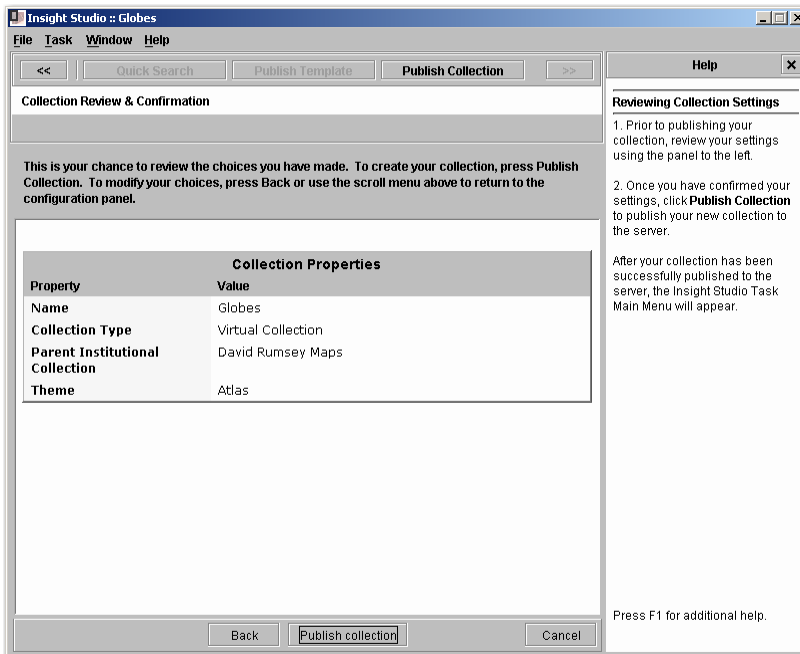 Insight Studio :: Globes
File Task Window Help
<< Quick Search Publish Template Publish Collection >>
Collection Review & Confirmation
This is your chance to review the choices you have made. To create your collection, press Publish
Collection. To modify your choices, press Back or use the scroll menu above to return to the
configuration panel.
Collection Properties
Property Value
Name Globes
Collection Type Virtual Collection
Parent Institutional David Rumsey Maps
Collection
Theme Atlas
Back Publish collection Cancel
Help
Reviewing Collection Settings
1. Prior to publishing your
collection, review your settings
using the panel to the left.
2. Once you have confirmed your
settings, click Publish Collection
to publish your new collection to
the server.
After your collection has been
successfully published to the
server, the Insight Studio Task
Main Menu will appear.
Press F1 for additional help.